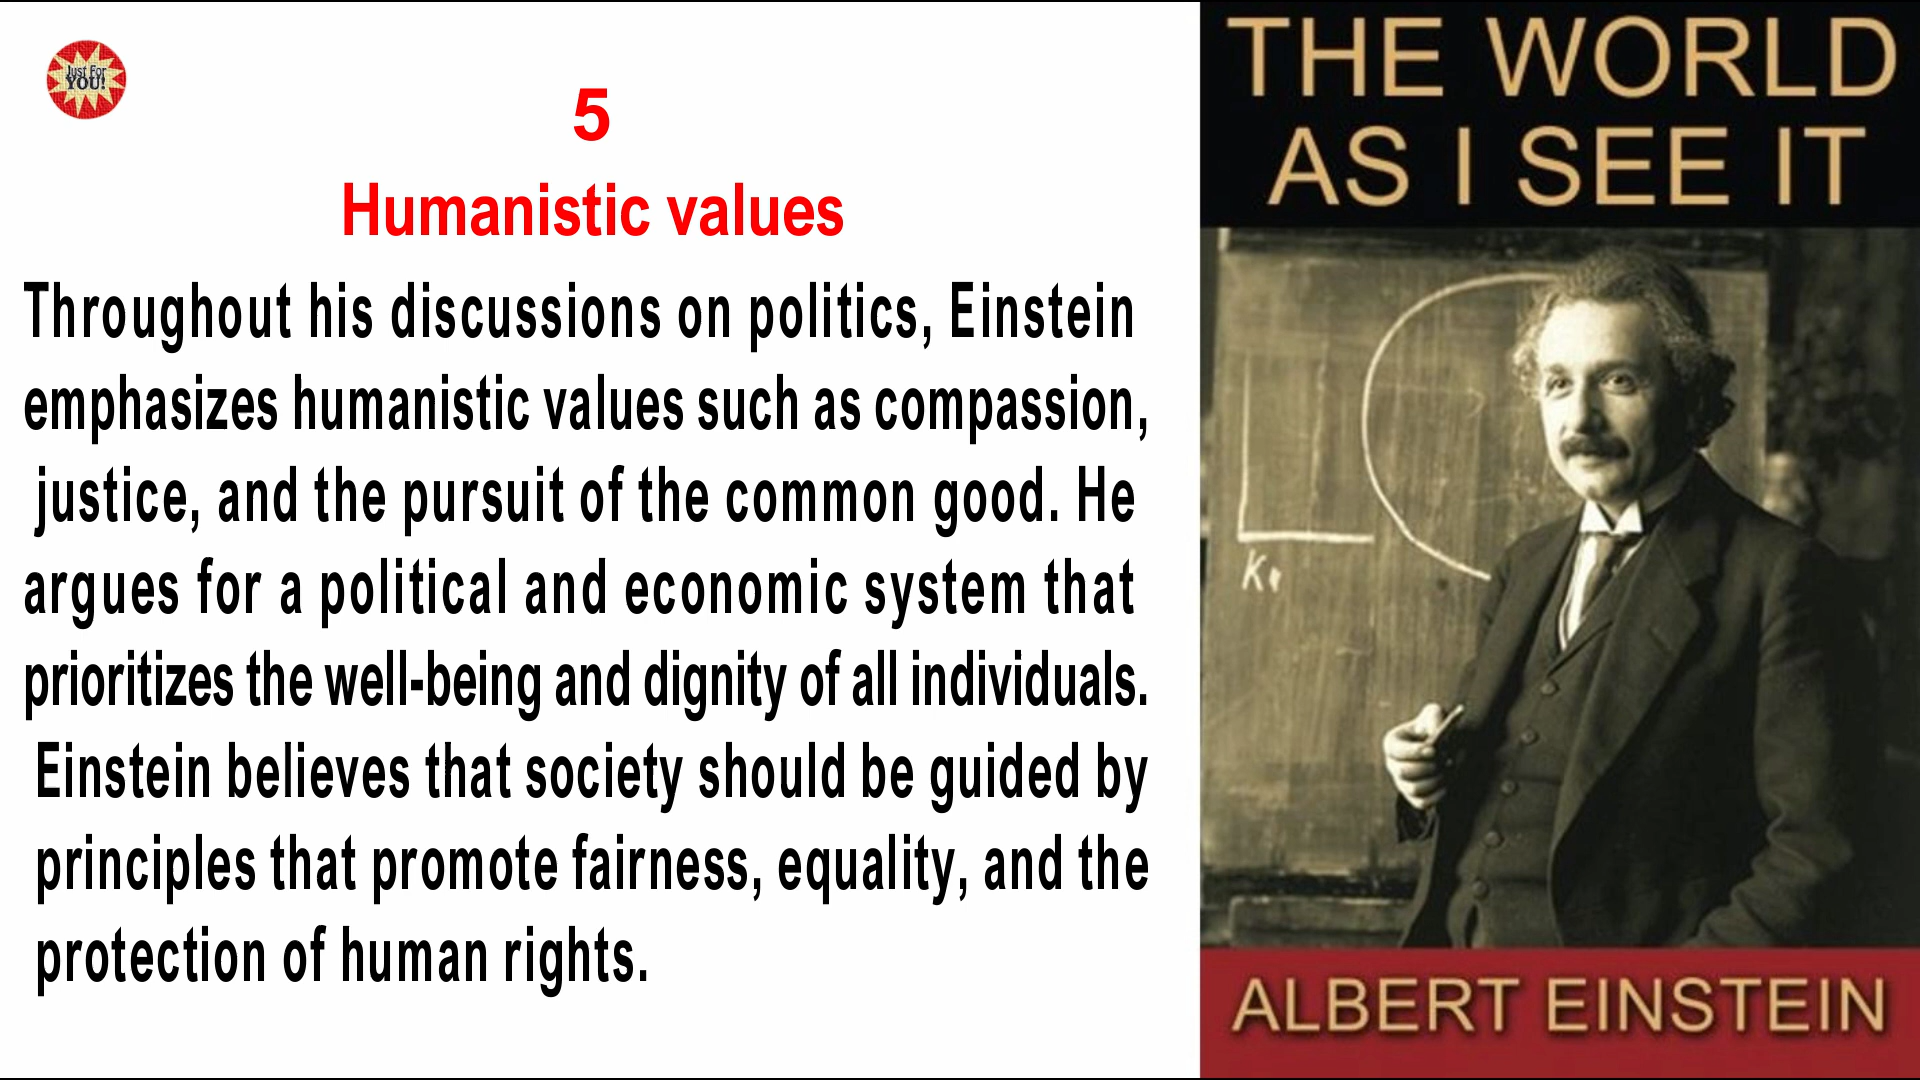 Just For
YOU!
5
Humanistic values
Throughout his discussions on politics, Einstein
emphasizes humanistic values such as compassion,
justice, and the pursuit of the common good. He
argues for a political and economic system that
prioritizes the well-being and dignity of all individuals.
Einstein believes that society should be guided by
principles that promote fairness, equality, and the
protection of human rights.
THE WORLD
AS I SEE IT
K₁
ALBERT EINSTEIN